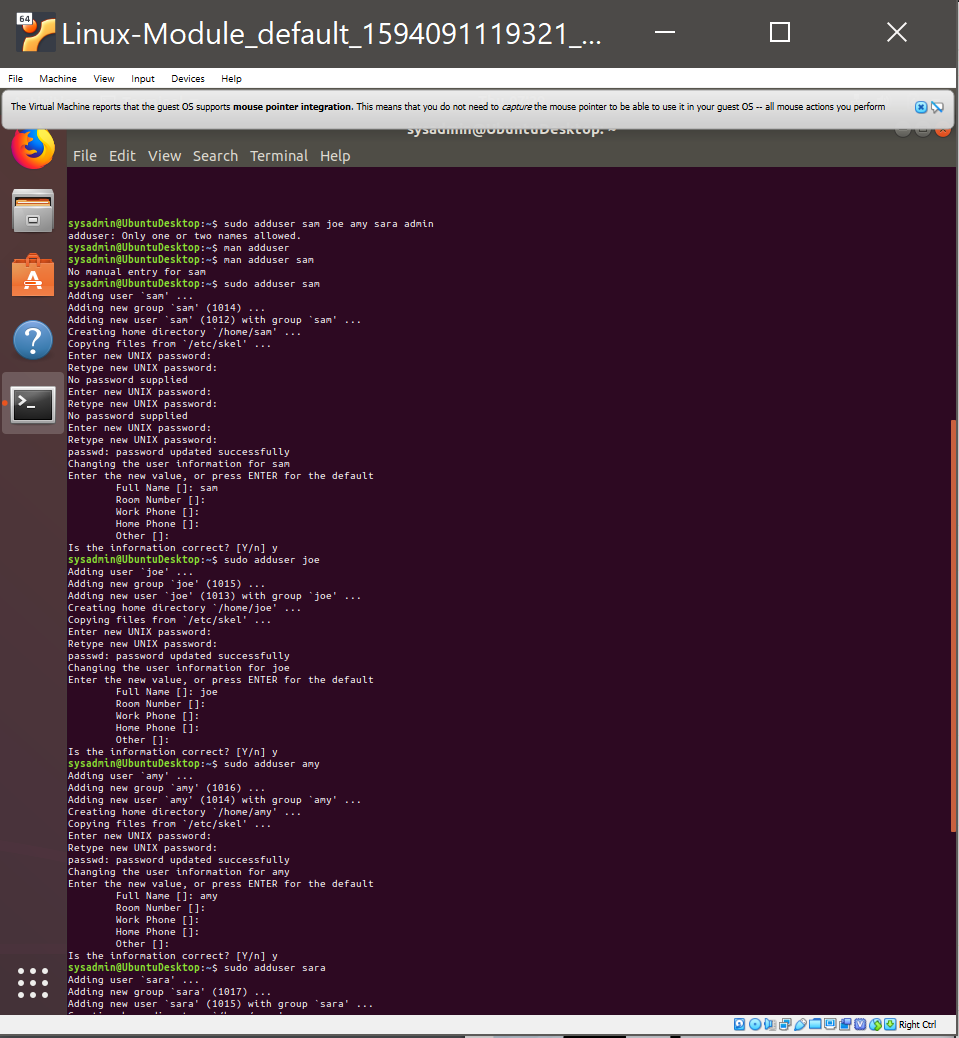 64
Linux-Module_default_1594091119321_...
File Machine View Input Devices Help
The Virtual Machine reports that the guest OS supports mouse pointer integration. This means that you do not need to capture the mouse pointer to be able to use it in your guest OS -- all mouse actions you perform
sysadmin@UbuntuDesktop: ~
File Edit View Search Terminal Help
sysadmin@UbuntuDesktop:~$ sudo adduser sam joe amy sara admin
adduser: Only one or two names allowed.
sysadmin@UbuntuDesktop:~$ man adduser
sysadmin@UbuntuDesktop:~$ man adduser sam
No manual entry for sam
sysadmin@UbuntuDesktop:~$ sudo adduser sam
Adding user `sam' ...
Adding new group `sam' (1014) ...
Adding new user `sam' (1012) with group `sam' ...
Creating home directory `/home/sam' ...
Copying files from `/etc/skel' ...
Enter new UNIX password:
Retype new UNIX password:
No password supplied
Enter new UNIX password:
Retype new UNIX password:
No password supplied
Enter new UNIX password:
Retype new UNIX password:
passwd: password updated successfully
Changing the user information for sam
Enter the new value, or press ENTER for the default
Full Name []: sam
Room Number []:
Work Phone []:
Home Phone []:
Other []:
Is the information correct? [Y/n] y
sysadmin@UbuntuDesktop:~$ sudo adduser joe
Adding user `joe' ...
Adding new group `joe' (1015) ...
Adding new user `joe' (1013) with group `joe' ...
Creating home directory `/home/joe' ...
Copying files from `/etc/skel' ...
Enter new UNIX password:
Retype new UNIX password:
passwd: password updated successfully
Changing the user information for joe
Enter the new value, or press ENTER for the default
Full Name []: joe
Room Number []:
Work Phone []:
Home Phone []:
Other []:
Is the information correct? [Y/n] y
sysadmin@UbuntuDesktop:~$ sudo adduser amy
Adding user `amy' ...
Adding new group `amy' (1016) ...
Adding new user `amy' (1014) with group `amy' ...
Creating home directory `/home/amy' ...
Copying files from `/etc/skel' ...
Enter new UNIX password:
Retype new UNIX password:
passwd: password updated successfully
Changing the user information for amy
Enter the new value, or press ENTER for the default
Full Name []: amy
Room Number []:
Work Phone []:
Home Phone []:
Other []:
Is the information correct? [Y/n] y
sysadmin@UbuntuDesktop:~$ sudo adduser sara
Adding user `sara' ...
Adding new group `sara' (1017) ...
Adding new user `sara' (1015) with group `sara' ...
Right Ctrl